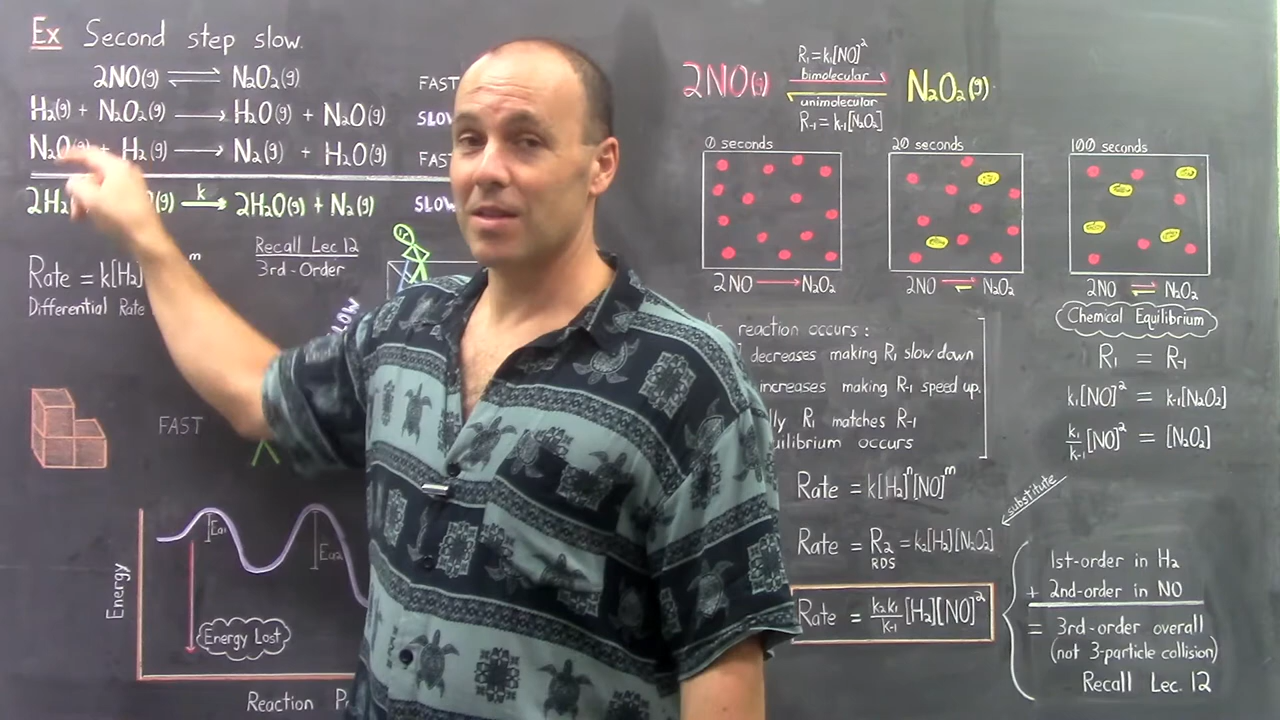 Ex Second step slow.
2NO(g) ⇌ N₂O₂(g) FAST
H₂(g) + N₂O₂(g) → H₂O(g) + N₂O(g) SLOW
N₂O(g) + H₂(g) → N₂(g) + H₂O(g) FAST
2H₂ (g) k→ 2H₂O(g) + N₂(g) SLOW
Rate = k[H₂] m
Differential Rate
Recall Lec 12
3rd-Order
FAST
Energy
Ea1
Ea2
Energy Lost
Reaction
2NO(g) N₂O₂(g)
R₁ = k[NO]²
bimolecular
unimolecular
R₋₁ = k₋₁[N₂O₂]
0 seconds
2NO → N₂O₂
20 seconds
2NO ⇌ N₂O₂
100 seconds
2NO ⇌ N₂O₂
Chemical Equilibrium
R₁ = R₋₁
k₁[NO]² = k₋₁[N₂O₂]
k₁/k₋₁ [NO]² = [N₂O₂]
reaction occurs :
decreases making R₁ slow down
increases making R₋₁ speed up.
R₁ matches R₋₁
occurs
Rate = k[H₂]ⁿ[NO]ᵐ
substitute
Rate = R₂ = k₂[H₂][N₂O₂]
RDS
Rate = k₂k₁/k₋₁ [H₂][NO]²
1st-order in H₂
+ 2nd-order in NO
= 3rd-order overall
(not 3-particle collision)
Recall Lec. 12